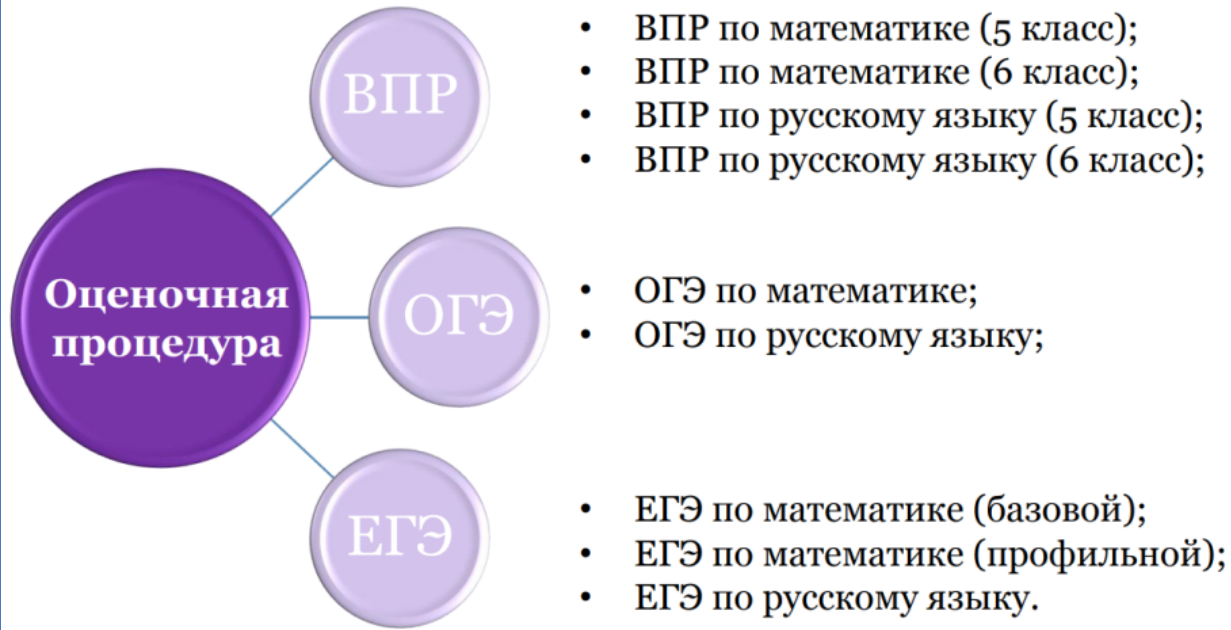 ВПР
• ВПР по математике (5 класс);
• ВПР по математике (6 класс);
• ВПР по русскому языку (5 класс);
• ВПР по русскому языку (6 класс);
Оценочная
процедура
ОГЭ
• ОГЭ по математике;
• ОГЭ по русскому языку;
ЕГЭ
• ЕГЭ по математике (базовой);
• ЕГЭ по математике (профильной);
• ЕГЭ по русскому языку.